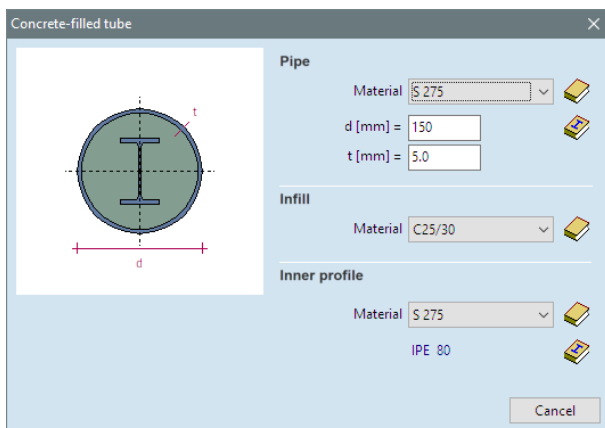 Concrete-filled tube
t
d
Pipe
Material S 275
d [mm] = 150
t [mm] = 5.0
Infill
Material C25/30
Inner profile
Material S 275
IPE 80
Cancel